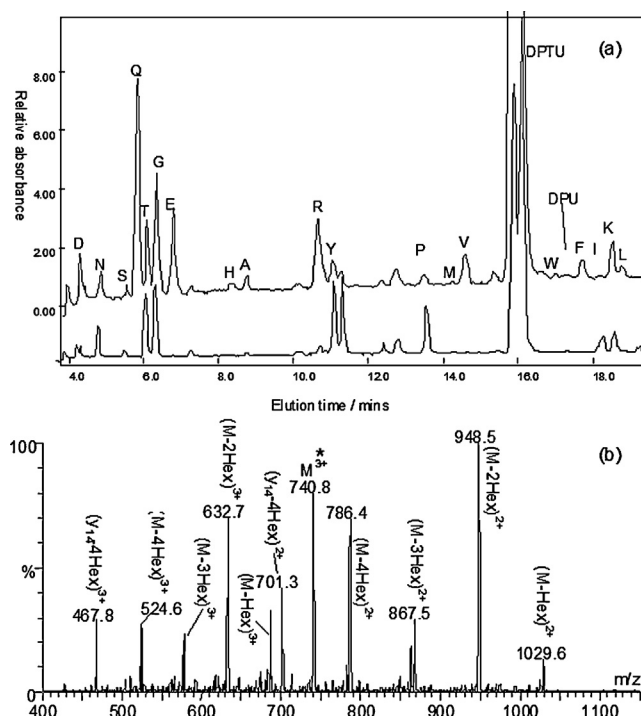 (a)
DPTU
Relative absorbance
8.00
6.00
4.00
2.00
0.00
D
N
S
Q
T
G
E
H
A
R
Y
P
M
V
W
DPU
F
I
K
L
4.0
6.0
8.0
10.0
12.0
14.0
16.0
18.0
Elution time / mins
(b)
100
%
0
(y14-4Hex)3+
467.8
'M-4Hex)3+
524.6
(M-3Hex)3+
(M-2Hex)3+
632.7
(M-Hex)3+
(y14-4Hex)2+
701.3
*
M3+
740.8
786.4
(M-4Hex)2+
(M-3Hex)2+
867.5
948.5
(M-2Hex)2+
(M-Hex)2+
1029.6
m/z
400
500
600
700
800
900
1000
1100